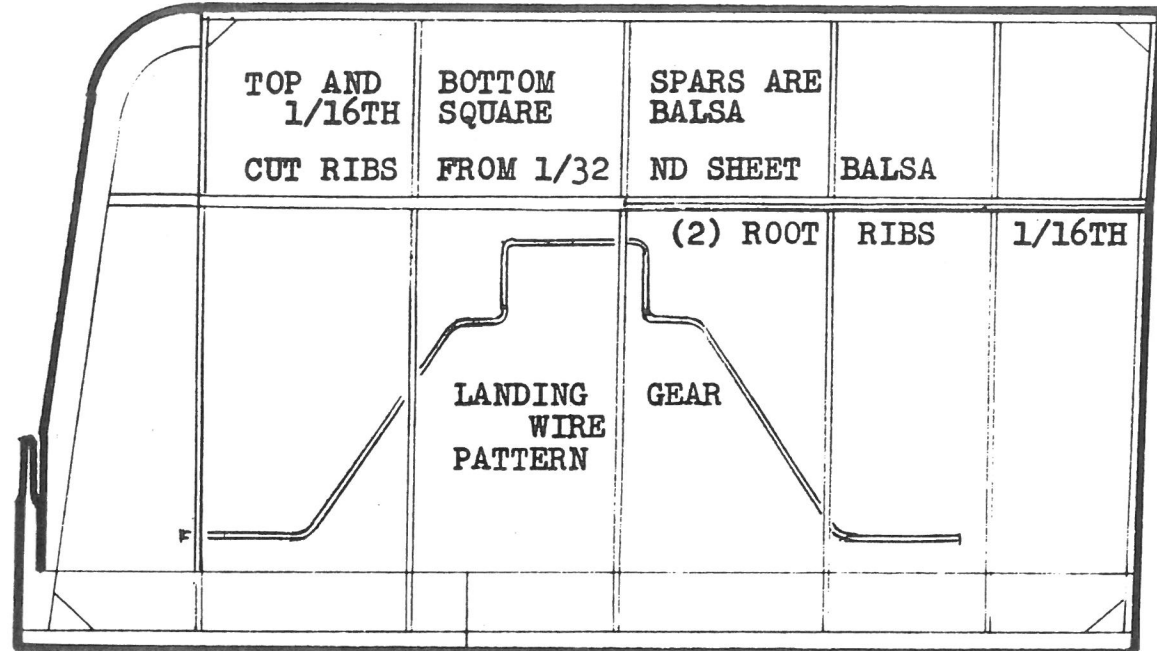 TOP AND BOTTOM SPARS ARE
1/16TH SQUARE BALSA
CUT RIBS FROM 1/32 ND SHEET BALSA
(2) ROOT RIBS 1/16TH
LANDING GEAR
WIRE
PATTERN